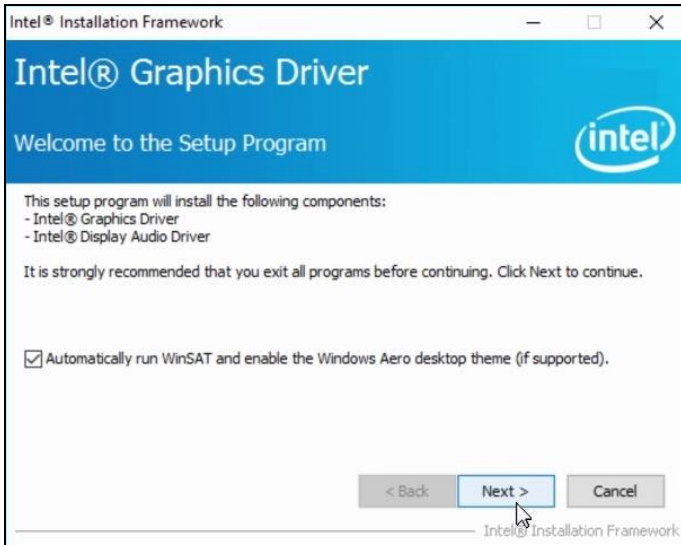 Intel® Installation Framework
Intel® Graphics Driver
Welcome to the Setup Program
intel
This setup program will install the following components:
- Intel® Graphics Driver
- Intel® Display Audio Driver
It is strongly recommended that you exit all programs before continuing. Click Next to continue.
Automatically run WinSAT and enable the Windows Aero desktop theme (if supported).
< Back
Next >
Cancel
Intel® Installation Framework